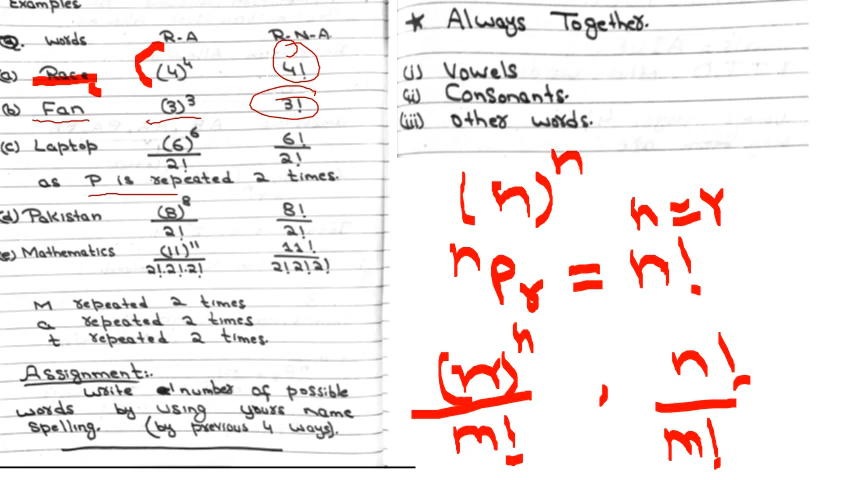 Examples
Q. Words R-A R-N-A
(a) Race (4)^4 4!
(b) Fan (3)^3 3!
(c) Laptop (6)^6/2! 6!/2!
as P is repeated 2 times.
(d) Pakistan (8)^8/2! 8!/2!
(e) Mathematics (11)^11/2!.2!.2! 11!/2!2!2!
M repeated 2 times
a repeated 2 times
t repeated 2 times.
Assignment:.
Write number of possible
words by using yours name
Spelling. (by previous 4 ways).
* Always Together.
(i) Vowels
(ii) Consonants.
(iii) Other words.
(n)^n n=r
nPr = n!
(n)^n/m! , n!/m!